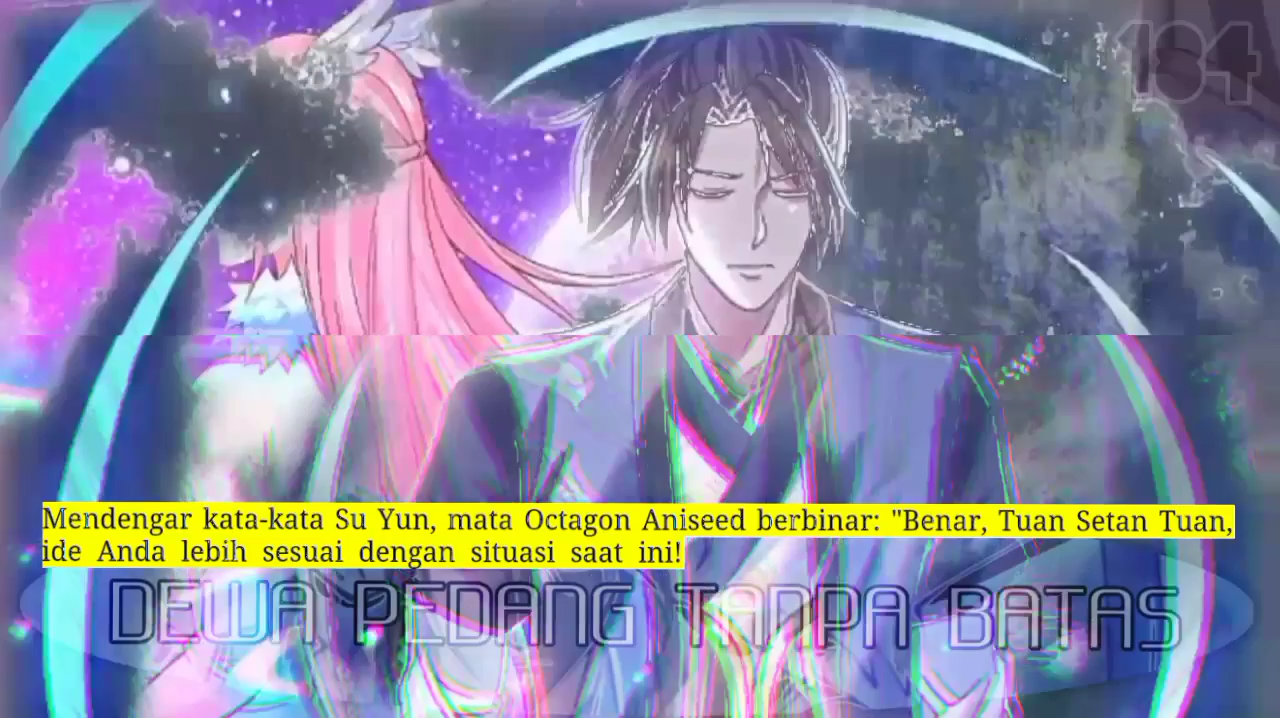 184
Mendengar kata-kata Su Yun, mata Octagon Aniseed berbinar: "Benar, Tuan Setan Tuan,
ide Anda lebih sesuai dengan situasi saat ini!
DEWA PEDANG TANPA BATAS